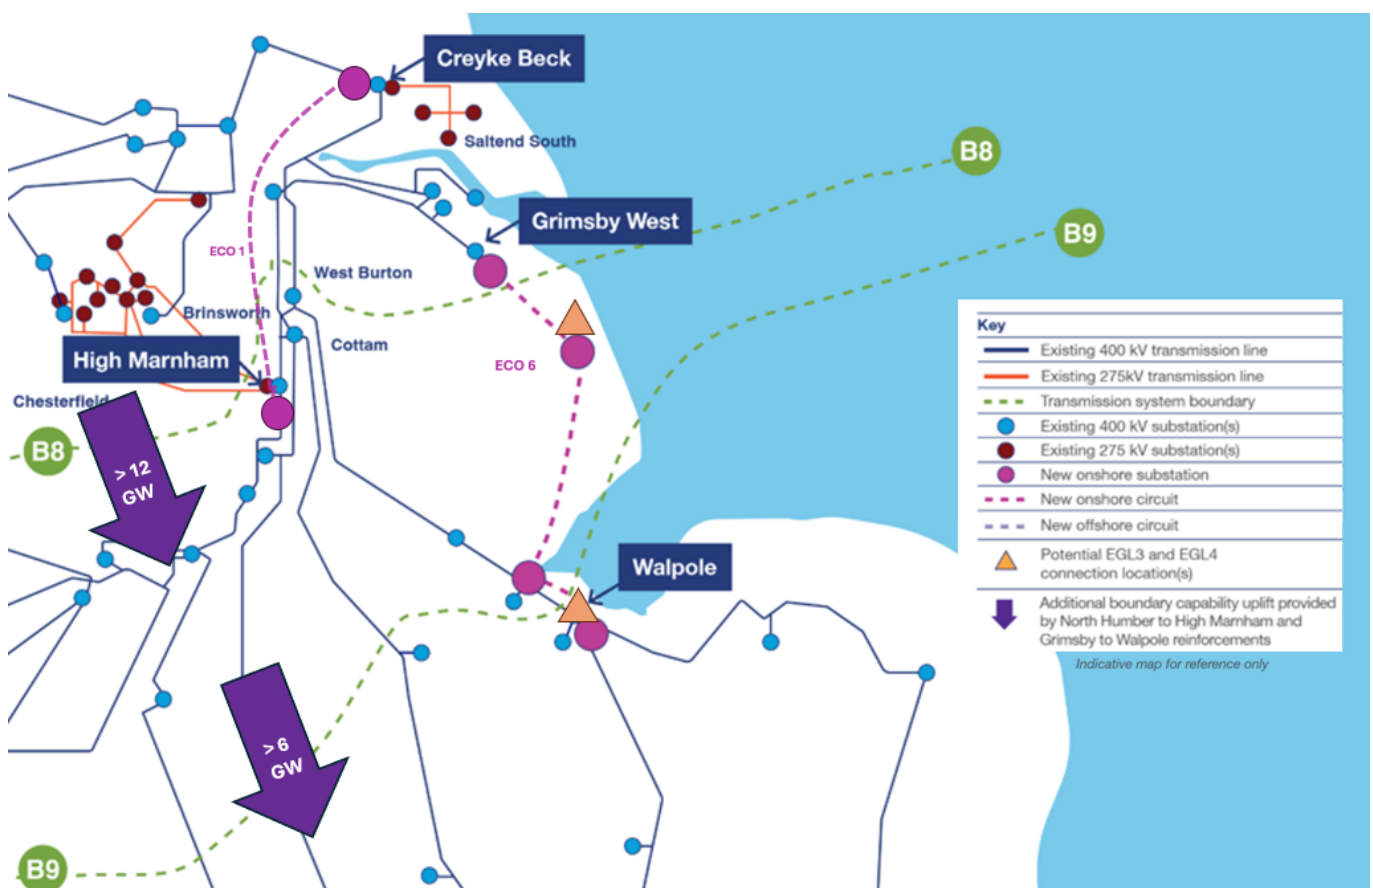 Creyke Beck
Saltend South
B8
Grimsby West
B9
ECO 1
West Burton
Brinsworth
Cottam
High Marnham
ECO 6
Chesterfield
B8
> 12
GW
Walpole
> 6
GW
B9
Key
Existing 400 kV transmission line
Existing 275kV transmission line
Transmission system boundary
Existing 400 kV substation(s)
Existing 275 kV substation(s)
New onshore substation
New onshore circuit
New offshore circuit
Potential EGL3 and EGL4
connection location(s)
Additional boundary capability uplift provided
by North Humber to High Marnham and
Grimsby to Walpole reinforcements
Indicative map for reference only